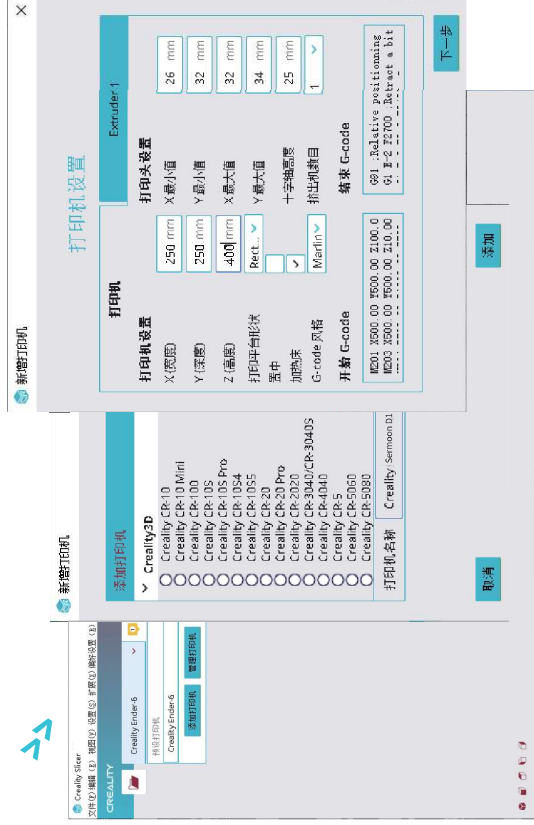 Creality Slicer
文件(F) 编辑(E) 视图(V) 设置(S) 扩展(X) 偏好设置(R)
CREALITY
Creality Ender-6
预设打印机
Creality Ender-6
添加打印机
管理打印机
新增打印机
添加打印机
Creality3D
Creality CR-10
Creality CR-10 Mini
Creality CR-100
Creality CR-10S
Creality CR-10S Pro
Creality CR-10S4
Creality CR-10S5
Creality CR-20
Creality CR-20 Pro
Creality CR-2020
Creality CR-3040/CR-3040S
Creality CR-4040
Creality CR-5
Creality CR-5060
Creality CR-5080
打印机名称
Creality Sermoon D1
取消
添加
新增打印机
打印机设置
打印机
Extruder 1
打印机设置
X (宽度)
250 mm
Y (深度)
250 mm
Z (高度)
400 mm
打印平台形状
Rect...
置中
加热床
G-code 风格
Marlin
开始 G-code
M201 X500.00 Y500.00 Z100.0
M203 X500.00 Y500.00 Z10.00
打印头设置
X 最小值
26 mm
Y 最小值
32 mm
X 最大值
32 mm
Y 最大值
34 mm
十字轴高度
25 mm
挤出机数目
1
结束 G-code
G91 ;Relative positionning
G1 E-2 F2700 ;Retract a bit
下一步